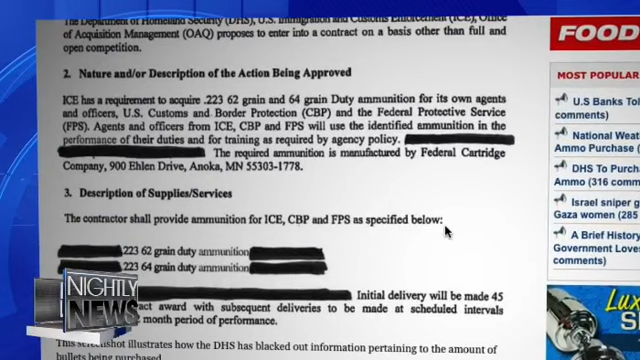 The Department of Homeland Security (DHS), U.S. Immigration and Customs Enforcement (ICE), Office
of Acquisition Management (OAQ) proposes to enter into a contract on a basis other than full and
open competition.
2. Nature and/or Description of the Action Being Approved
ICE has a requirement to acquire .223 62 grain and 64 grain Duty ammunition for its own agents
and officers, U.S. Customs and Border Protection (CBP) and the Federal Protective Service
(FPS). Agents and officers from ICE, CBP and FPS will use the identified ammunition in the
performance of their duties and for training as required by agency policy.
The required ammunition is manufactured by Federal Cartridge
Company, 900 Ehlen Drive, Anoka, MN 55303-1778.
3. Description of Supplies/Services
The contractor shall provide ammunition for ICE, CBP and FPS as specified below:
.223 62 grain duty ammunition
.223 64 grain duty ammunition
Initial delivery will be made 45
award with subsequent deliveries to be made at scheduled intervals
month period of performance.
This screenshot illustrates how the DHS has blacked out information pertaining to the amount of
bullets being purchased
FOOD
MOST POPULAR
U.S Banks To
comments)
National Wea
Ammo Purchase (
DHS To Purch
Ammo (316 comm
Israel sniper g
Gaza women (285
A Brief History
Government Loves
comments)
NIGHTLY
NEWS